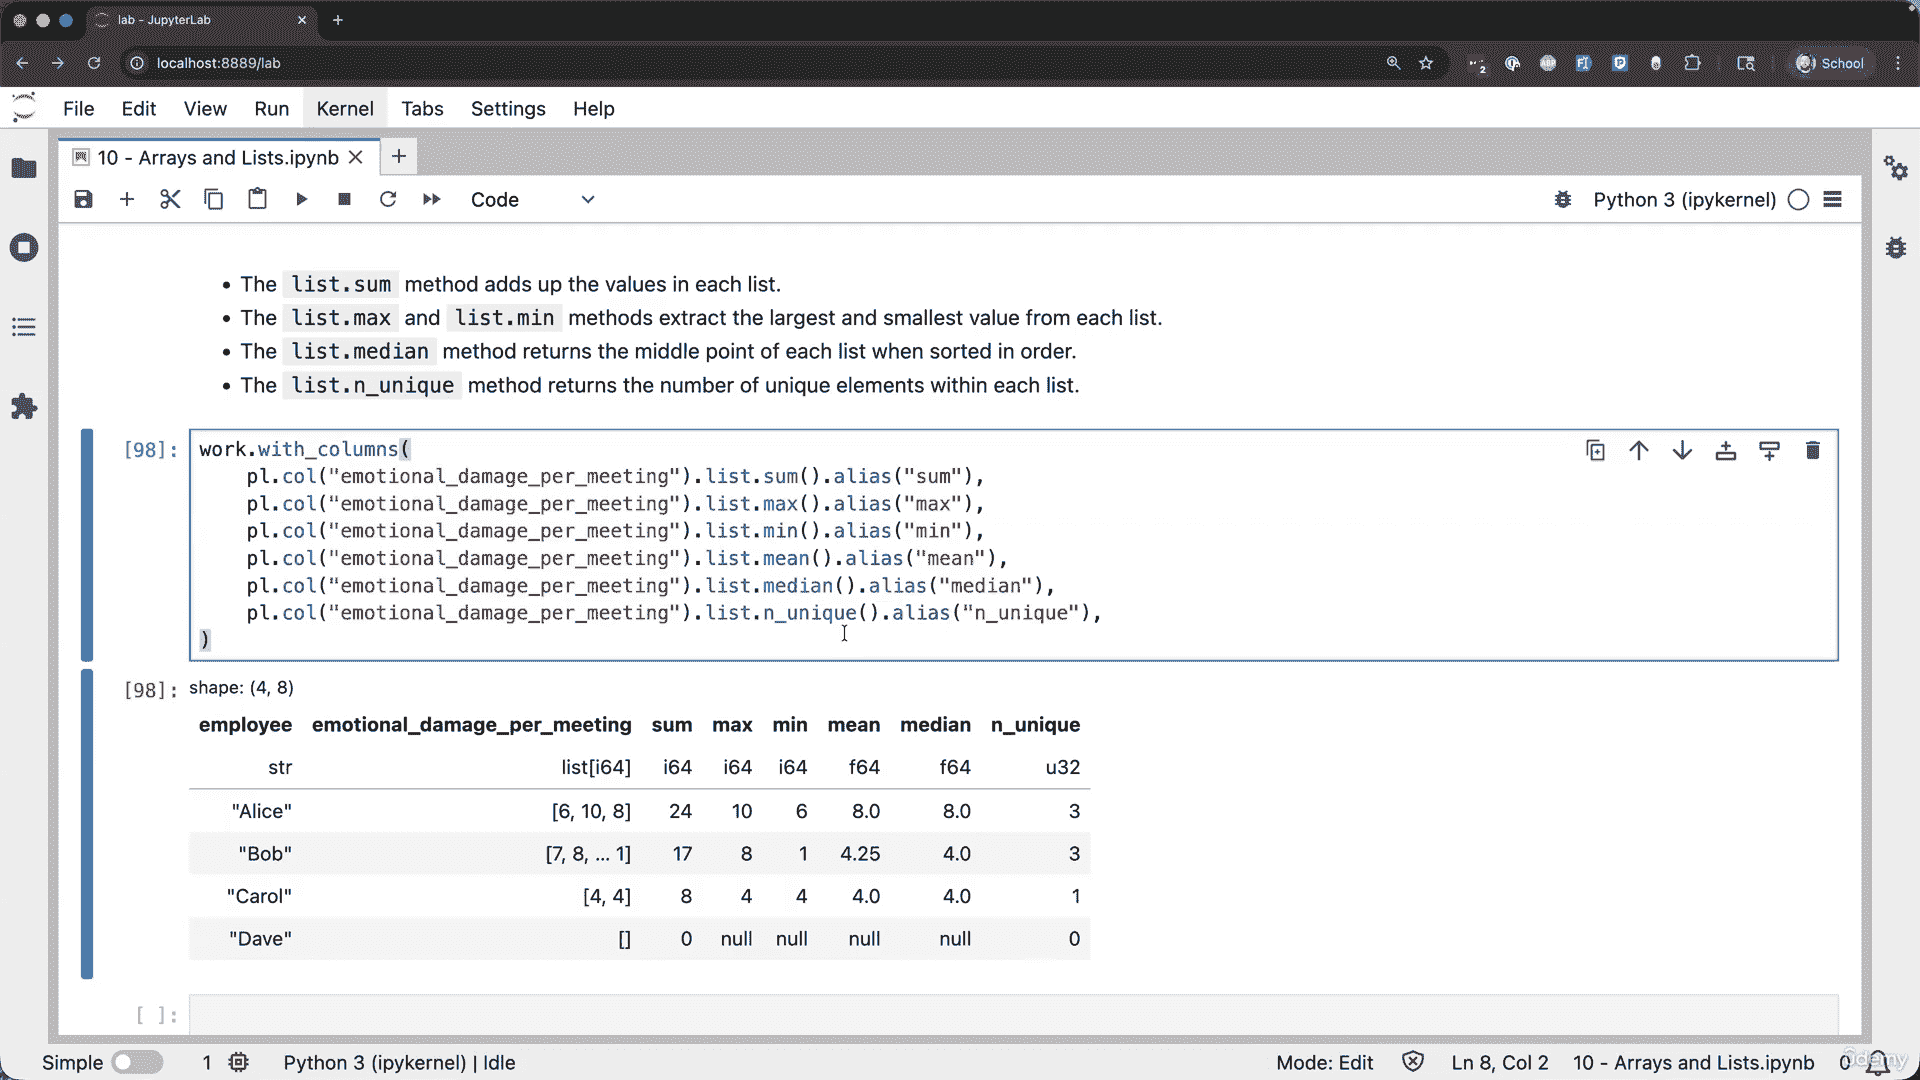 lab - JupyterLab
localhost:8889/lab
2
School
File Edit View Run Kernel Tabs Settings Help
10 - Arrays and Lists.ipynb
Code
Python 3 (ipykernel)
• The list.sum method adds up the values in each list.
• The list.max and list.min methods extract the largest and smallest value from each list.
• The list.median method returns the middle point of each list when sorted in order.
• The list.n_unique method returns the number of unique elements within each list.
[98]: work.with_columns(
pl.col("emotional_damage_per_meeting").list.sum().alias("sum"),
pl.col("emotional_damage_per_meeting").list.max().alias("max"),
pl.col("emotional_damage_per_meeting").list.min().alias("min"),
pl.col("emotional_damage_per_meeting").list.mean().alias("mean"),
pl.col("emotional_damage_per_meeting").list.median().alias("median"),
pl.col("emotional_damage_per_meeting").list.n_unique().alias("n_unique"),
)
[98]: shape: (4, 8)
employee emotional_damage_per_meeting sum max min mean median n_unique
str list[i64] i64 i64 i64 f64 f64 u32
"Alice" [6, 10, 8] 24 10 6 8.0 8.0 3
"Bob" [7, 8, … 1] 17 8 1 4.25 4.0 3
"Carol" [4, 4] 8 4 4 4.0 4.0 1
"Dave" [] 0 null null null null 0
[ ]:
Simple 1 Python 3 (ipykernel) | Idle Mode: Edit Ln 8, Col 2 10 - Arrays and Lists.ipynb 0
udemy